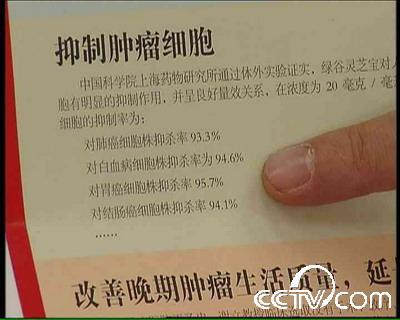 抑制肿瘤细胞
中国科学院上海药物研究所通过体外实验证实，绿谷灵芝宝对人
胞有明显的抑制作用，并呈良好量效关系，在浓度为 20 毫克 / 毫
细胞的抑制率为：
对肺癌细胞株抑杀率 93.3%
对白血病细胞株抑杀率为 94.6%
对胃癌细胞株抑杀率 95.7%
对结肠癌细胞株抑杀率 94.1%
......
改善晚期肿瘤生活质量，延
CCTV.com